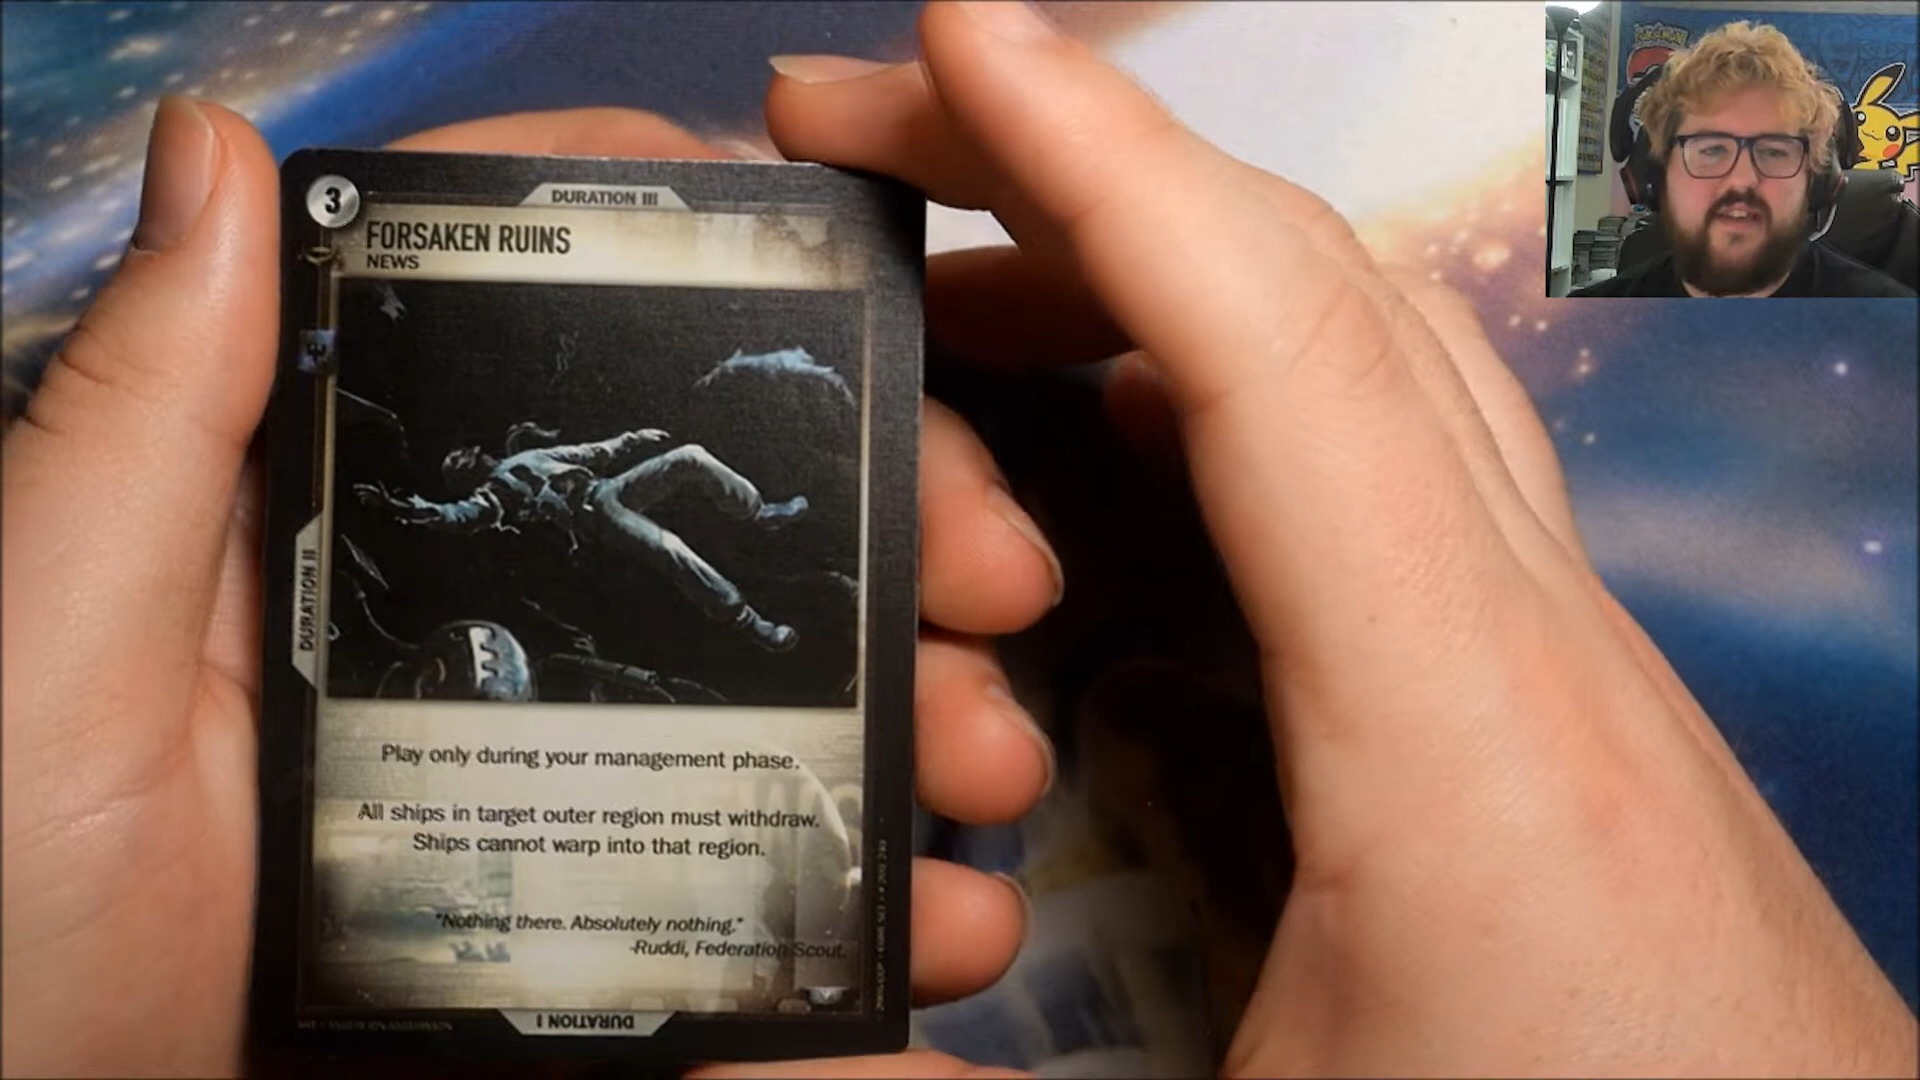 3
DURATION III
FORSAKEN RUINS
NEWS
DURATION II
Play only during your management phase.
All ships in target outer region must withdraw.
Ships cannot warp into that region.
"Nothing there. Absolutely nothing."
-Ruddi, Federation Scout.
DURATION I
POKéMON